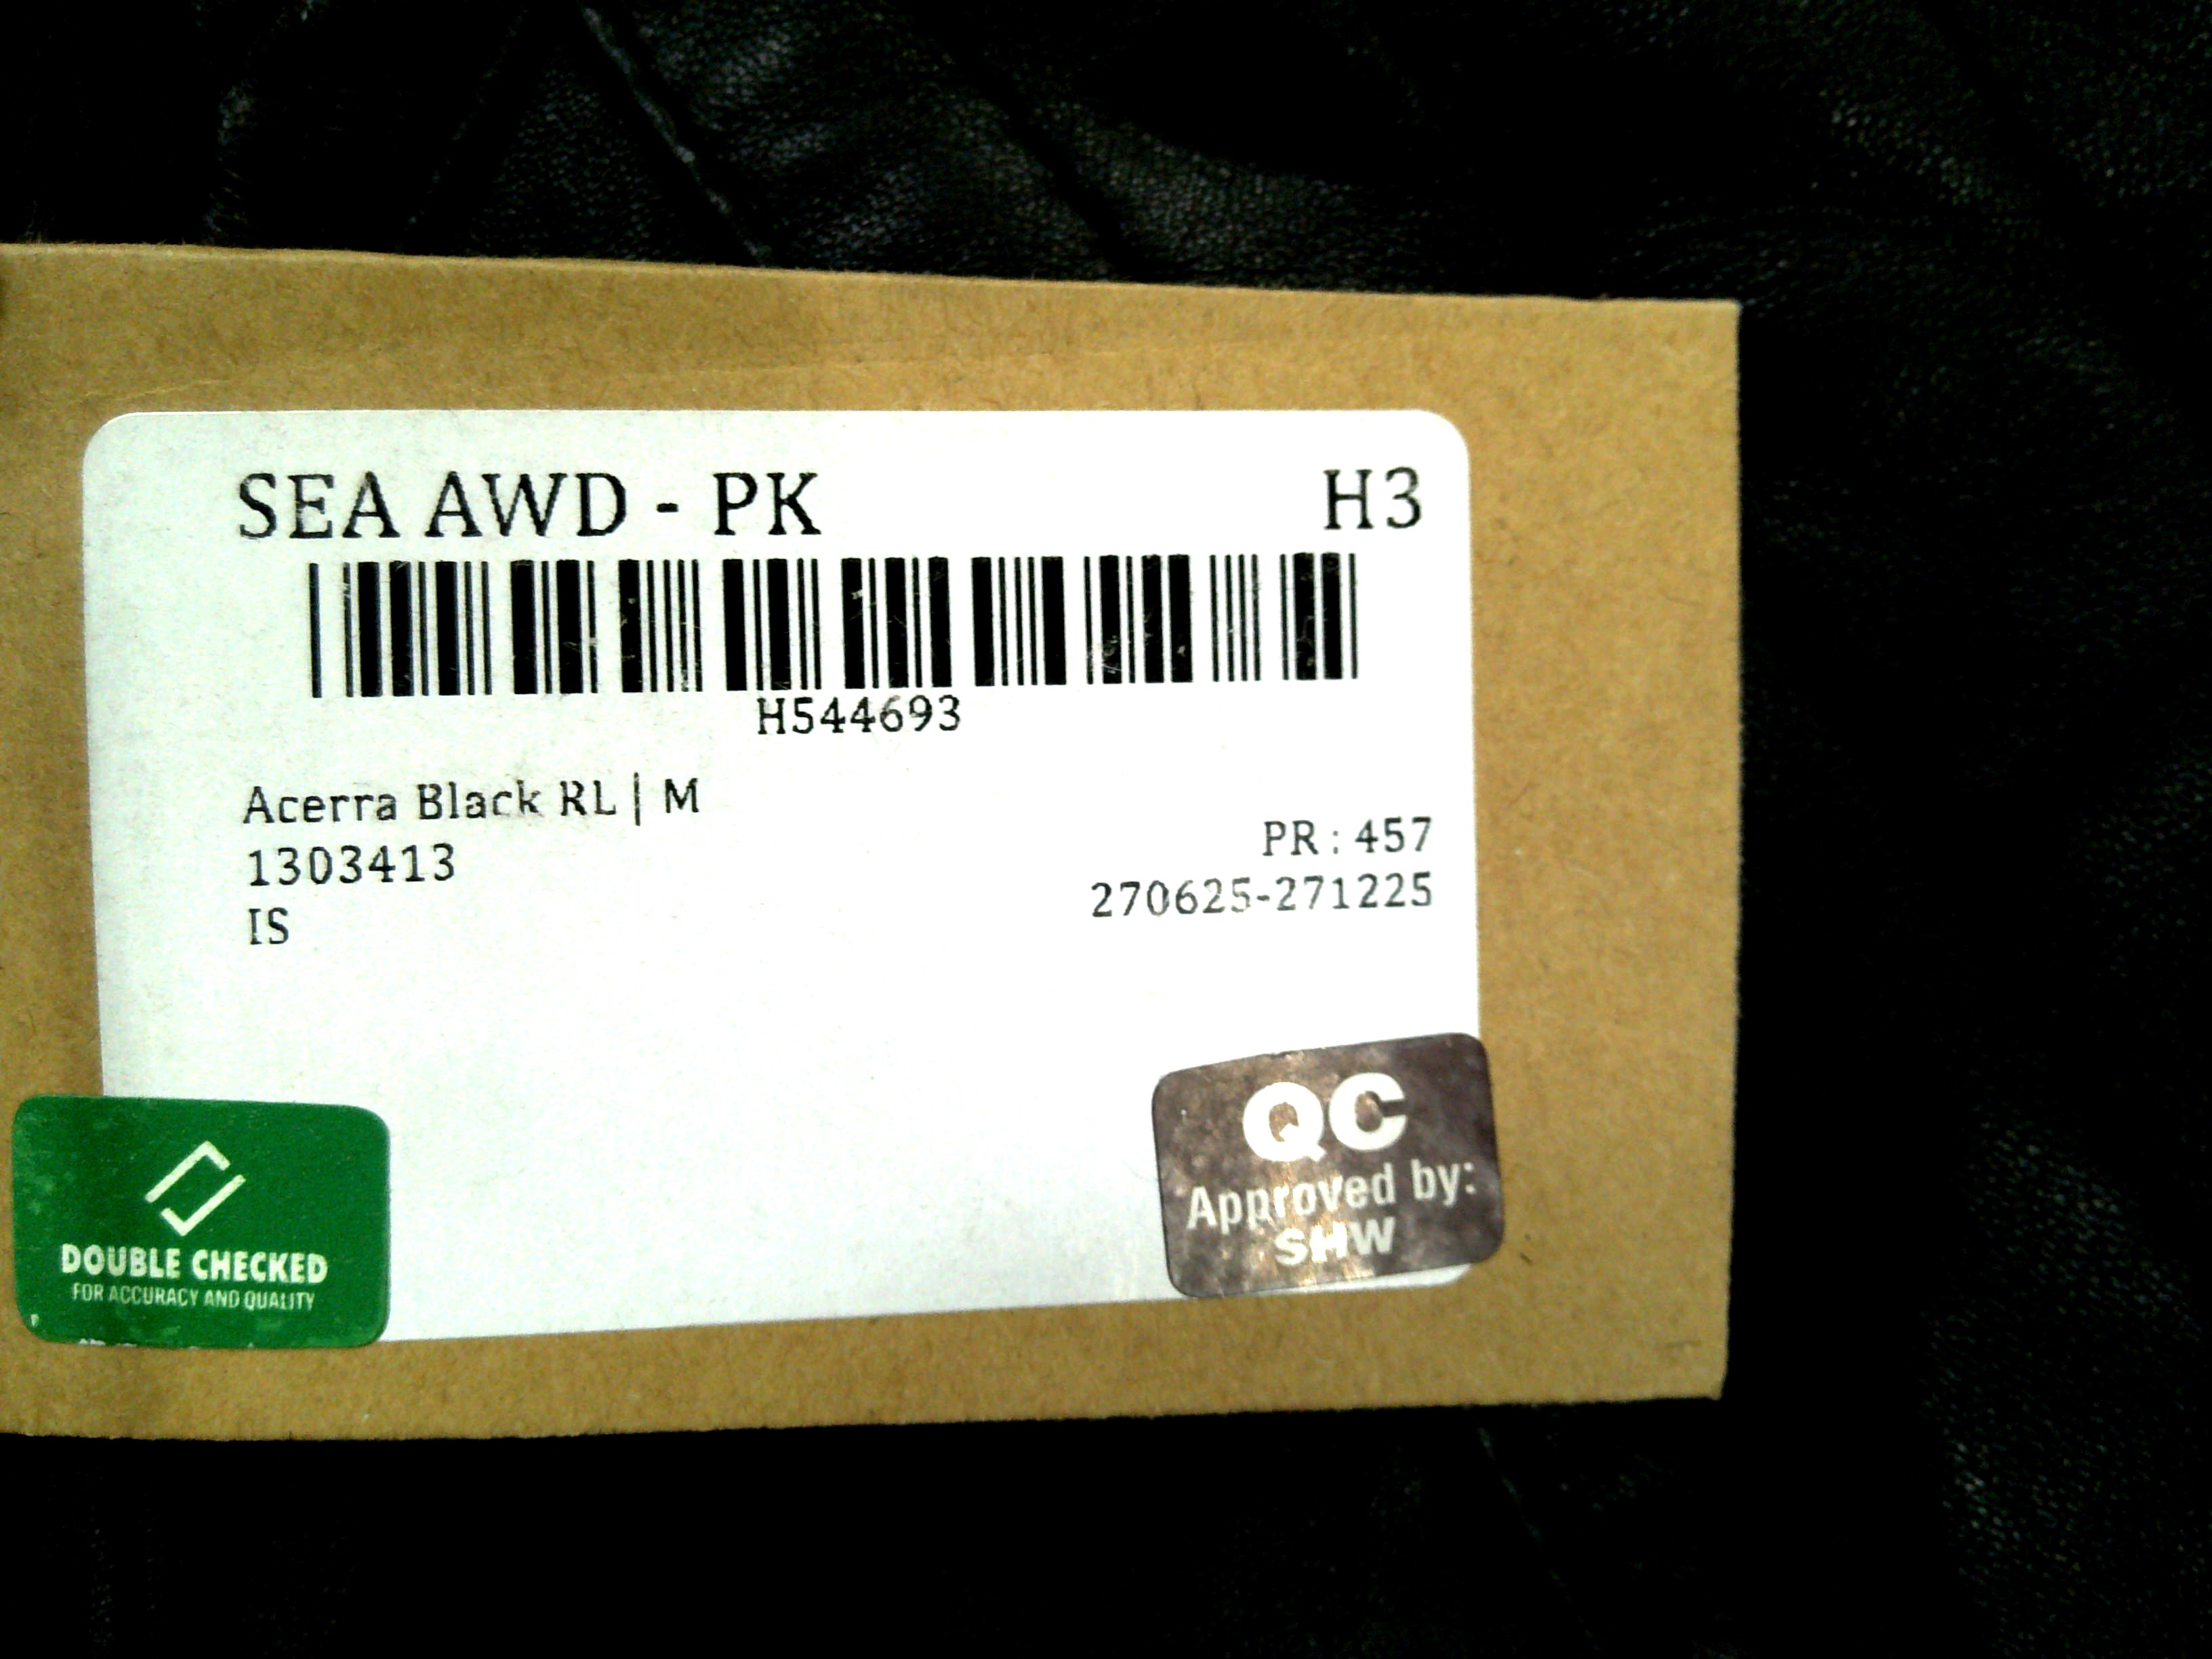 SEA AWD - PK
H3
H544693
Acerra Black RL | M
1303413
IS
PR : 457
270625-271225
DOUBLE CHECKED
FOR ACCURACY AND QUALITY
QC
Approved by:
SHW